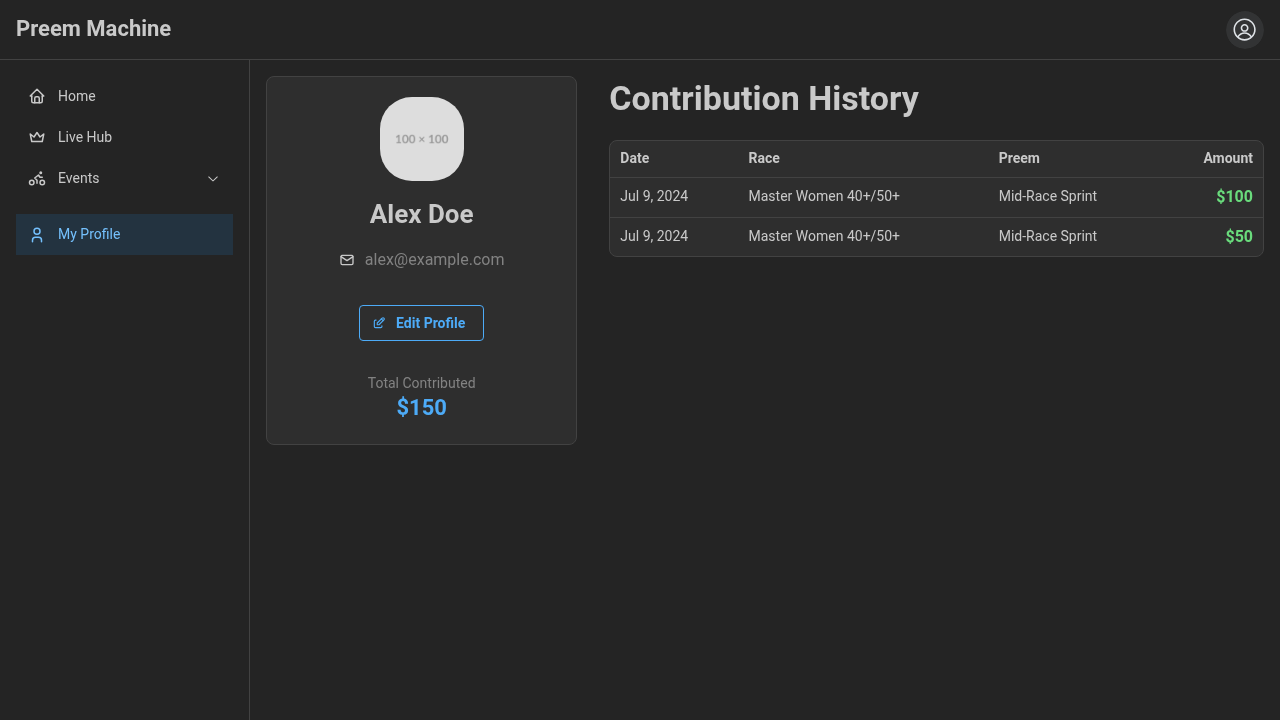 Preem Machine
Home
Live Hub
Events
My Profile
100 × 100
Alex Doe
alex@example.com
Edit Profile
Total Contributed
$150
Contribution History
Date Race Preem Amount
Jul 9, 2024 Master Women 40+/50+ Mid-Race Sprint $100
Jul 9, 2024 Master Women 40+/50+ Mid-Race Sprint $50